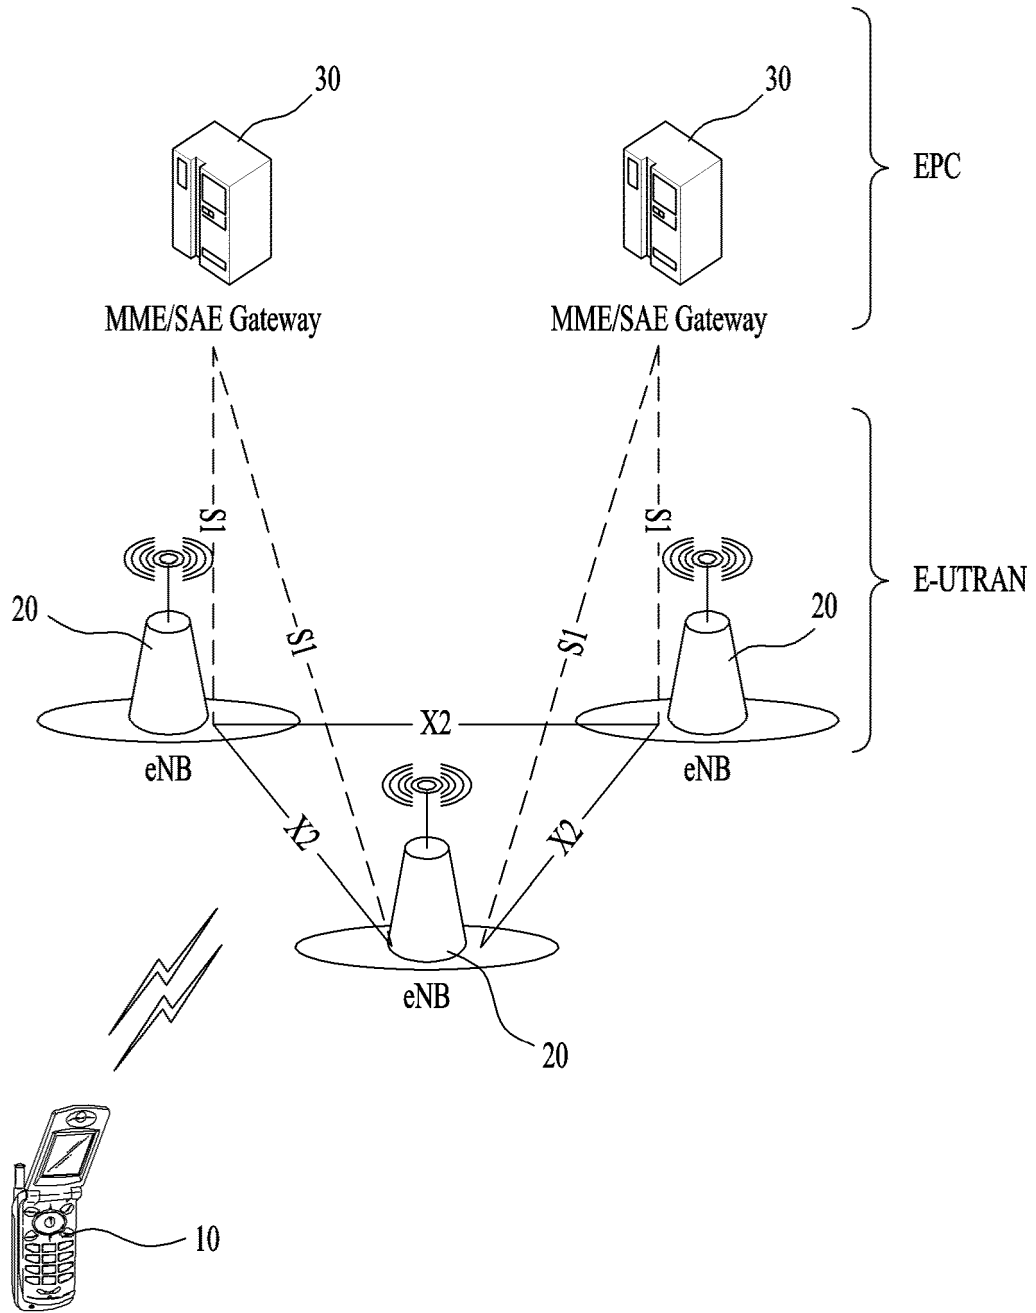 30
30
EPC
MME/SAE Gateway
MME/SAE Gateway
S1
S1
E-UTRAN
20
20
S1
S1
X2
eNB
eNB
X2
X2
eNB
20
10